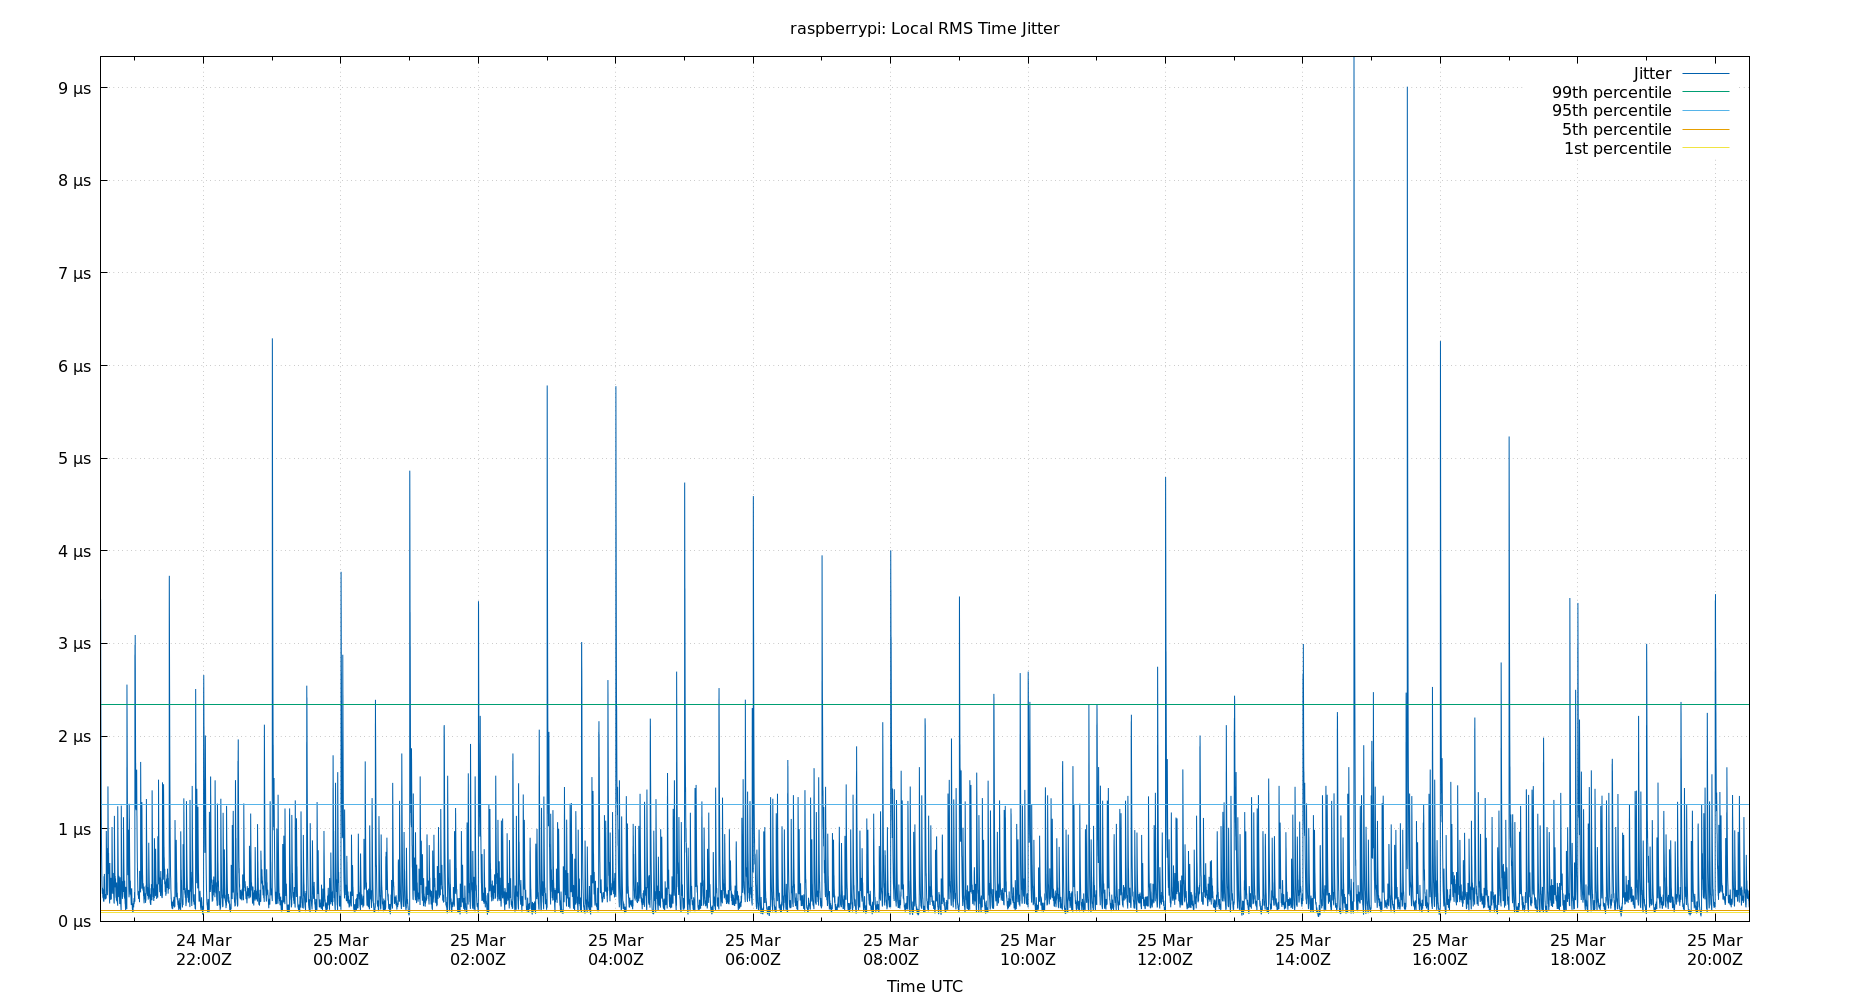 raspberrypi: Local RMS Time Jitter
Jitter
99th percentile
95th percentile
5th percentile
1st percentile
9 μs
8 μs
7 μs
6 μs
5 μs
4 μs
3 μs
2 μs
1 μs
0 μs
24 Mar 25 Mar 25 Mar 25 Mar 25 Mar 25 Mar 25 Mar 25 Mar 25 Mar 25 Mar 25 Mar 25 Mar
22:00Z 00:00Z 02:00Z 04:00Z 06:00Z 08:00Z 10:00Z 12:00Z 14:00Z 16:00Z 18:00Z 20:00Z
Time UTC